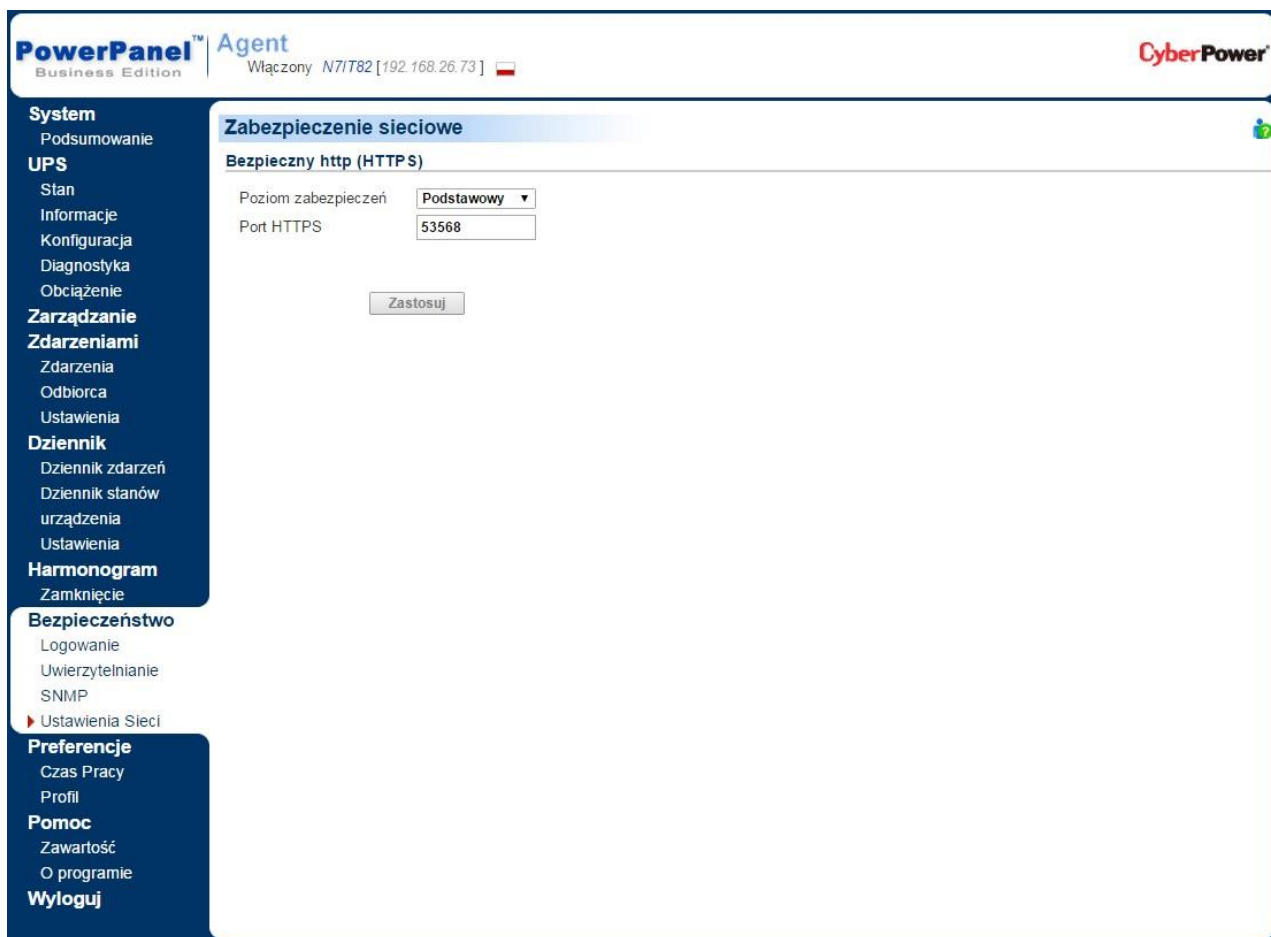 PowerPanel™
Business Edition
Agent
Włączony N7IT82 [192.168.26.73 ]
CyberPower
System
Podsumowanie
UPS
Stan
Informacje
Konfiguracja
Diagnostyka
Obciążenie
Zarządzanie
Zdarzeniami
Zdarzenia
Odbiorca
Ustawienia
Dziennik
Dziennik zdarzeń
Dziennik stanów
urządzenia
Ustawienia
Harmonogram
Zamknięcie
Bezpieczeństwo
Logowanie
Uwierzytelnianie
SNMP
Ustawienia Sieci
Preferencje
Czas Pracy
Profil
Pomoc
Zawartość
O programie
Wyloguj
Zabezpieczenie sieciowe
Bezpieczny http (HTTPS)
Poziom zabezpieczeń Podstawowy
Port HTTPS 53568
Zastosuj